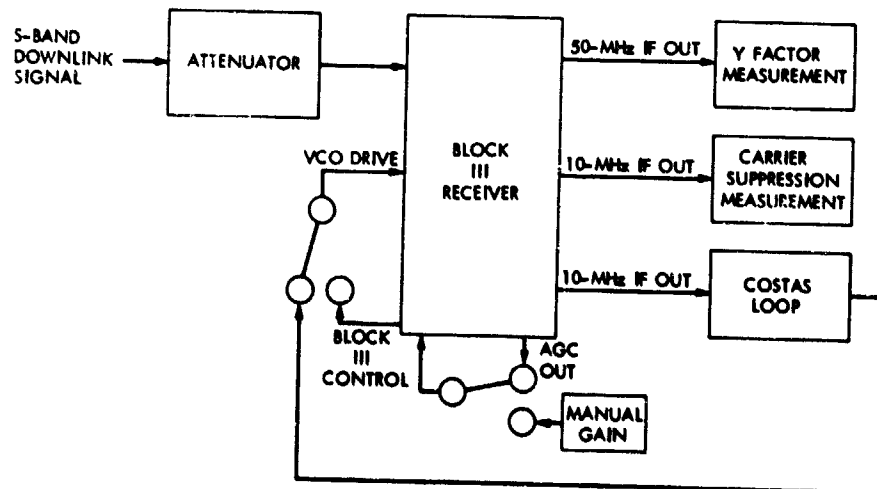 S-BAND
DOWNLINK
SIGNAL
ATTENUATOR
BLOCK
III
RECEIVER
50-MHz IF OUT
Y FACTOR
MEASUREMENT
VCO DRIVE
10-MHz IF OUT
CARRIER
SUPPRESSION
MEASUREMENT
10-MHz IF OUT
COSTAS
LOOP
BLOCK
III
CONTROL
AGC
OUT
MANUAL
GAIN